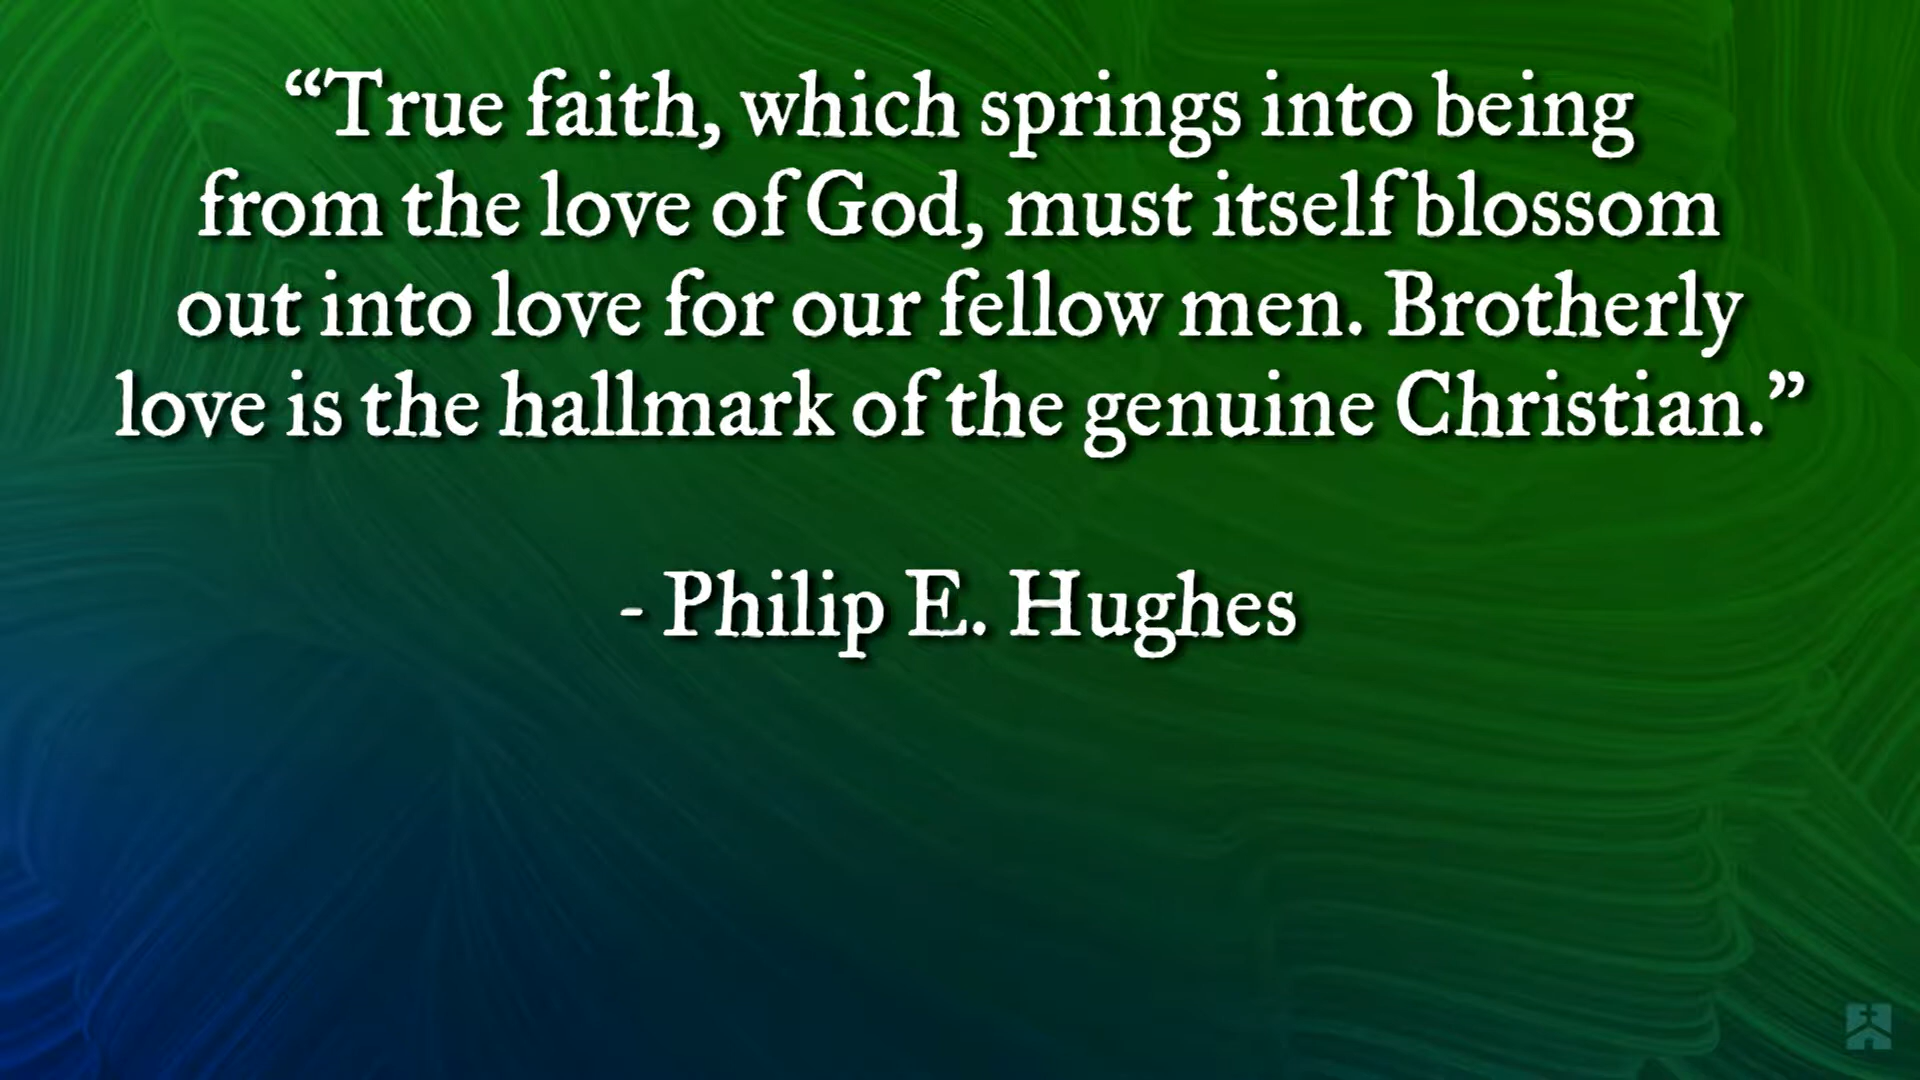 “True faith, which springs into being
from the love of God, must itself blossom
out into love for our fellow men. Brotherly
love is the hallmark of the genuine Christian.”
- Philip E. Hughes